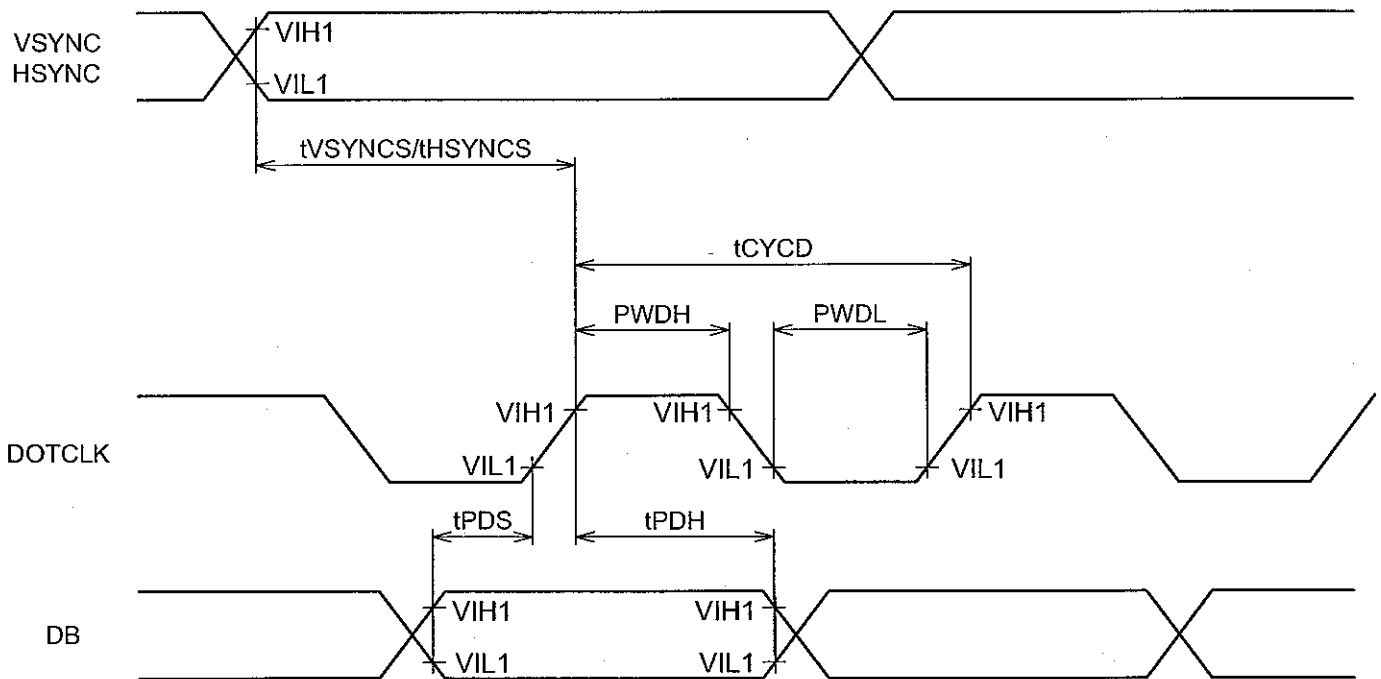 VSYNC
HSYNC
VIH1
VIL1
tVSYNCS/tHSYNCS
tCYCD
PWDH
PWDL
DOTCLK
VIH1
VIH1
VIH1
VIL1
VIL1
VIL1
tPDS
tPDH
DB
VIH1
VIH1
VIL1
VIL1